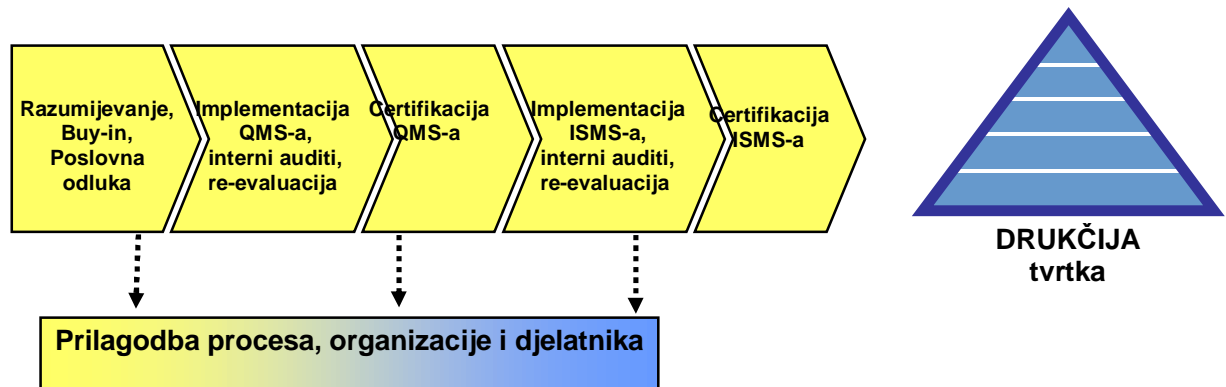 Razumijevanje,
Buy-in,
Poslovna
odluka
Implementacija
QMS-a,
interni auditi,
re-evaluacija
Certifikacija
QMS-a
Implementacija
ISMS-a,
interni auditi,
re-evaluacija
Certifikacija
ISMS-a
DRUKČIJA
tvrtka
Prilagodba procesa, organizacije i djelatnika